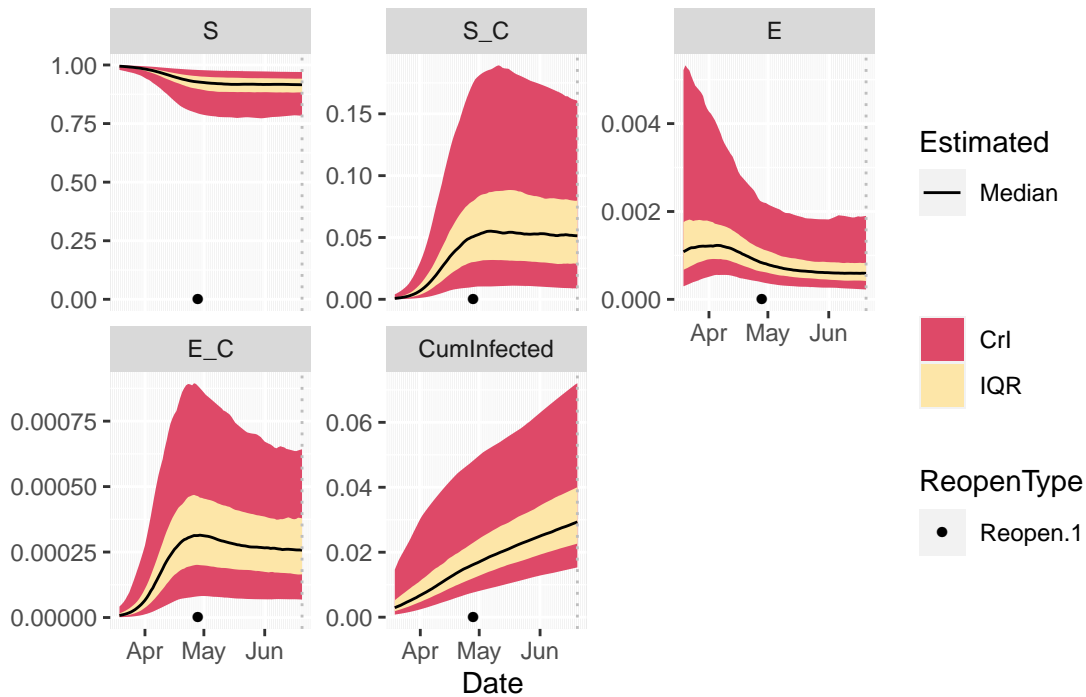 S
S_C
E
1.00
0.75
0.50
0.25
0.00
0.15
0.10
0.05
0.00
0.004
0.002
0.000
Apr May Jun
E_C
CumInfected
0.00075
0.00050
0.00025
0.00000
0.06
0.04
0.02
0.00
Apr May Jun
Apr May Jun
Date
Estimated
Median
CrI
IQR
ReopenType
Reopen.1